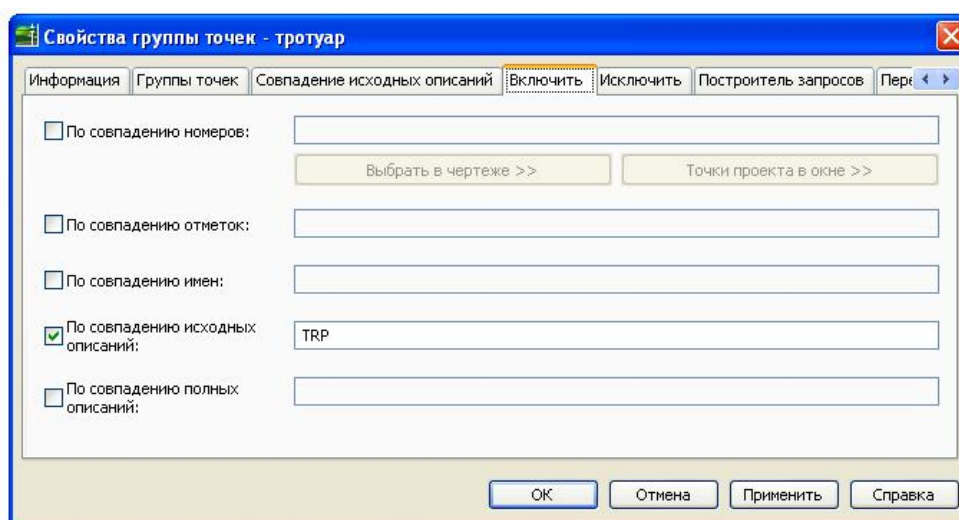 Свойства группы точек - тротуар
Информация Группы точек Совпадение исходных описаний Включить Исключить Построитель запросов Пере
По совпадению номеров:
Выбрать в чертеже >> Точки проекта в окне >>
По совпадению отметок:
По совпадению имен:
По совпадению исходных
описаний:
TRP
По совпадению полных
описаний:
ОК Отмена Применить Справка